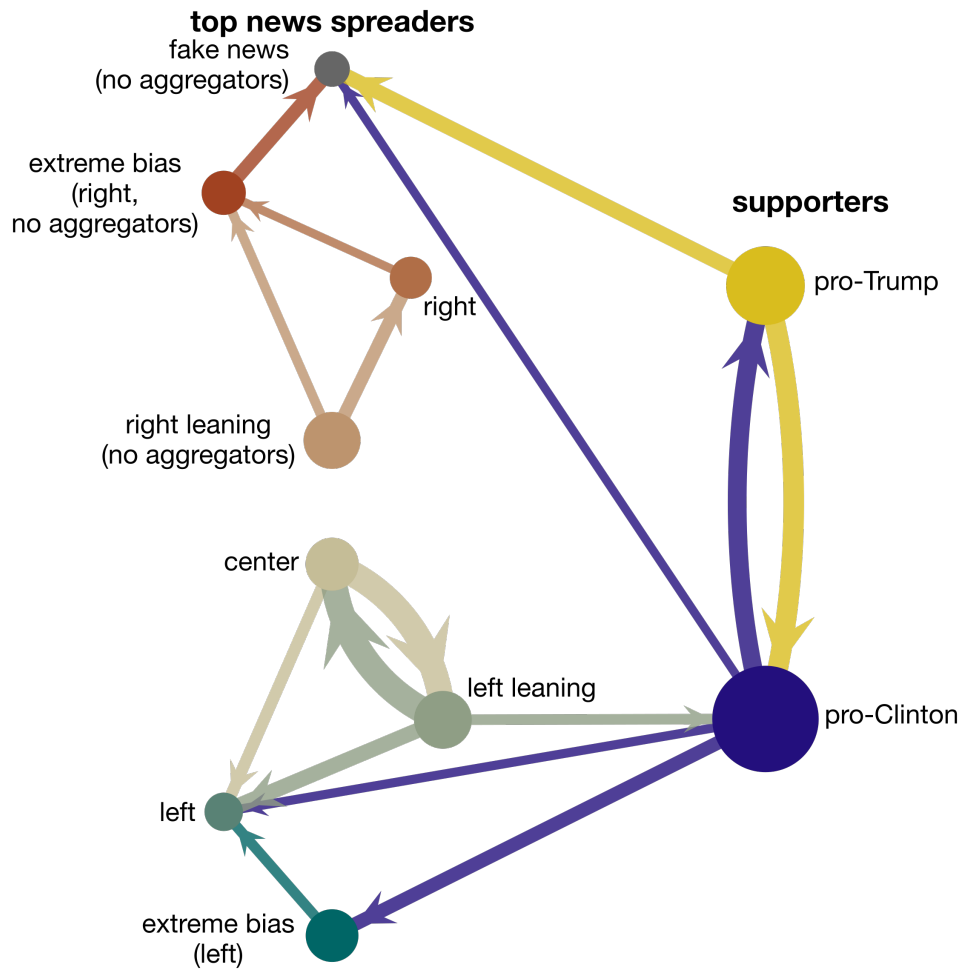 top news spreaders
fake news
(no aggregators)
extreme bias
(right,
no aggregators)
supporters
pro-Trump
right
right leaning
(no aggregators)
center
left leaning
pro-Clinton
left
extreme bias
(left)